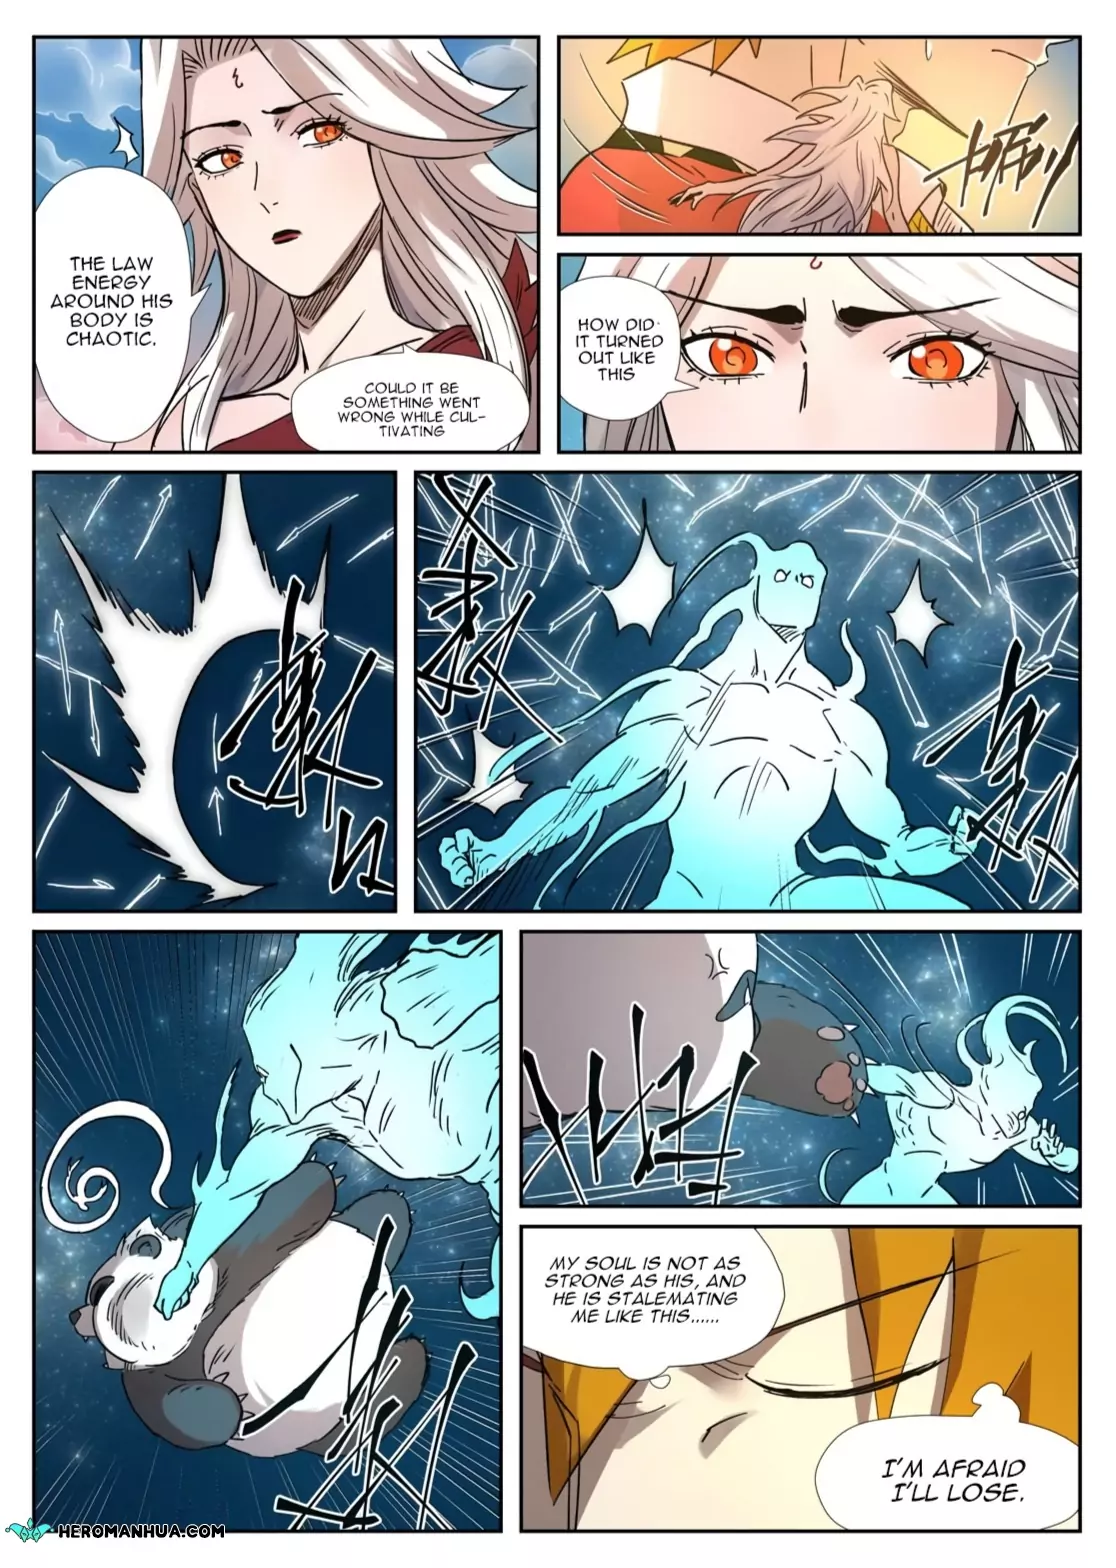 THE LAW
ENERGY
AROUND HIS
BODY IS
CHAOTIC.
COULD IT BE
SOMETHING WENT
WRONG WHILE CUL-
TIVATING
HOW DID-
IT TURNED
OUT LIKE
THIS
MY SOUL IS NOT AS
STRONG AS HIS, AND
HE IS STALEMATING
ME LIKE THIS......
I'M AFRAID
I'LL LOSE.
HEROMANHUA.COM